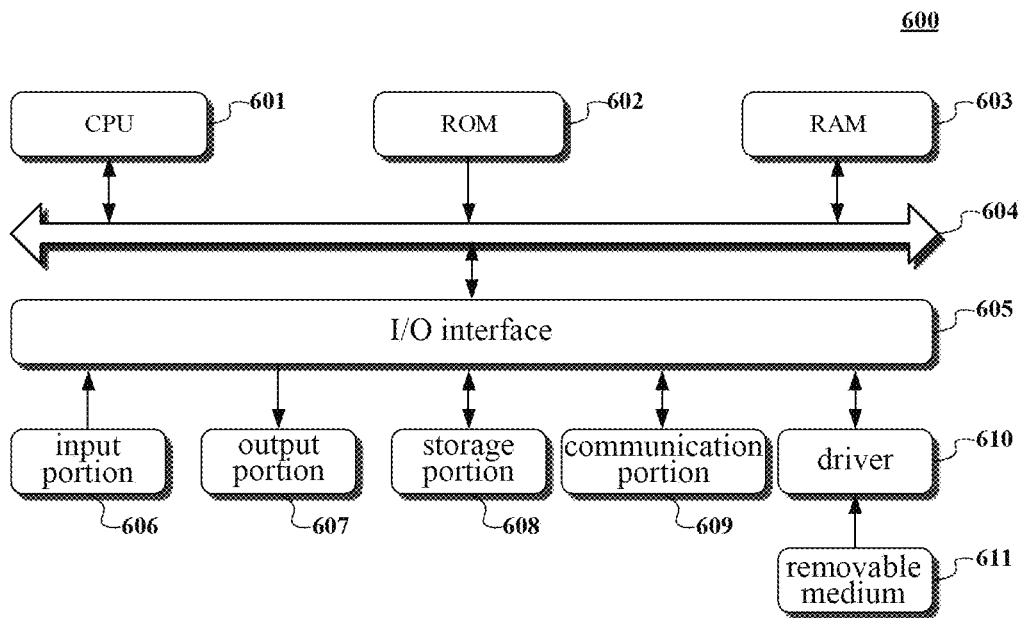 600
CPU
601
ROM
602
RAM
603
604
I/O interface
605
input
portion
606
output
portion
607
storage
portion
608
communication
portion
609
driver
610
removable
medium
611